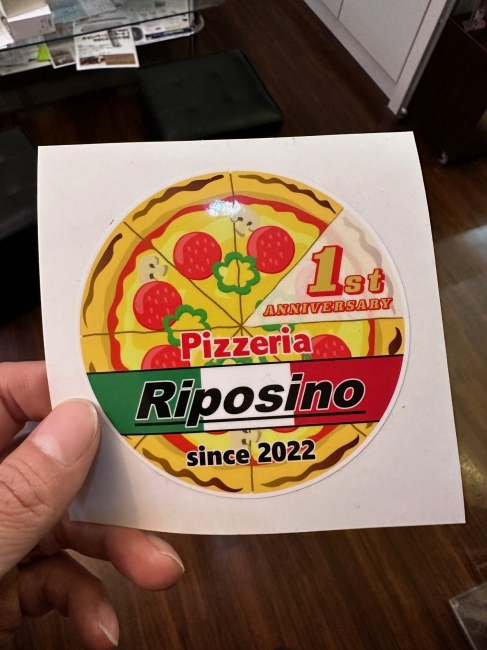 1st
ANNIVERSARY
Pizzeria
Riposino
since 2022